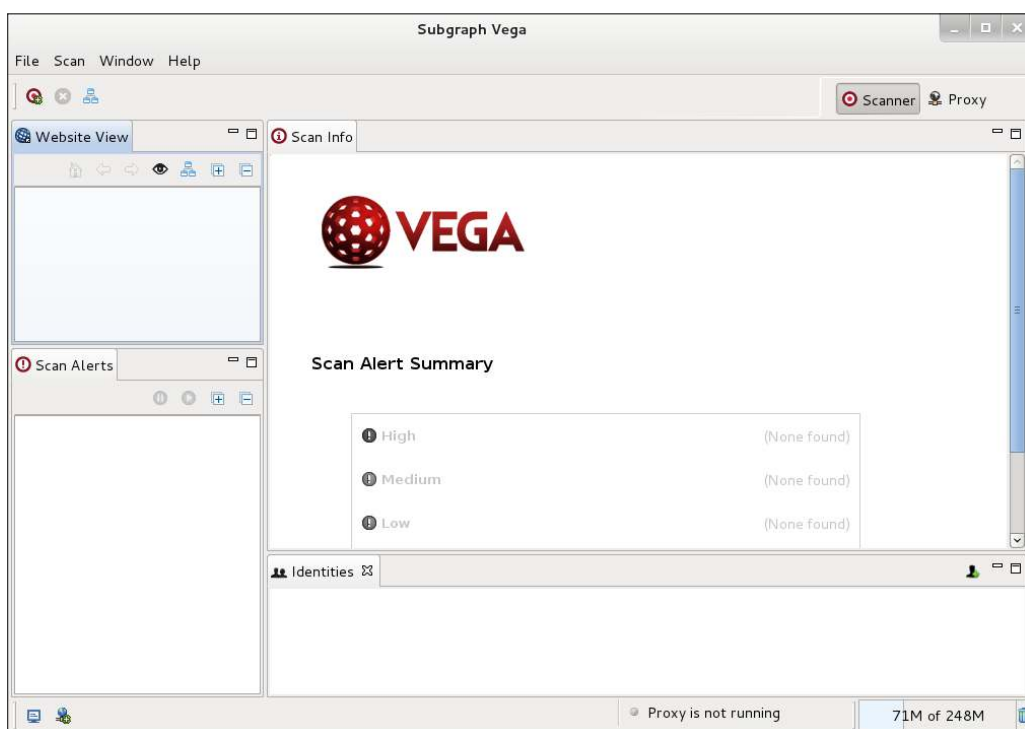 Subgraph Vega
File Scan Window Help
Scanner Proxy
Website View
Scan Info
VEGA
Scan Alerts
Scan Alert Summary
High (None found)
Medium (None found)
Low (None found)
Identities
Proxy is not running
71M of 248M